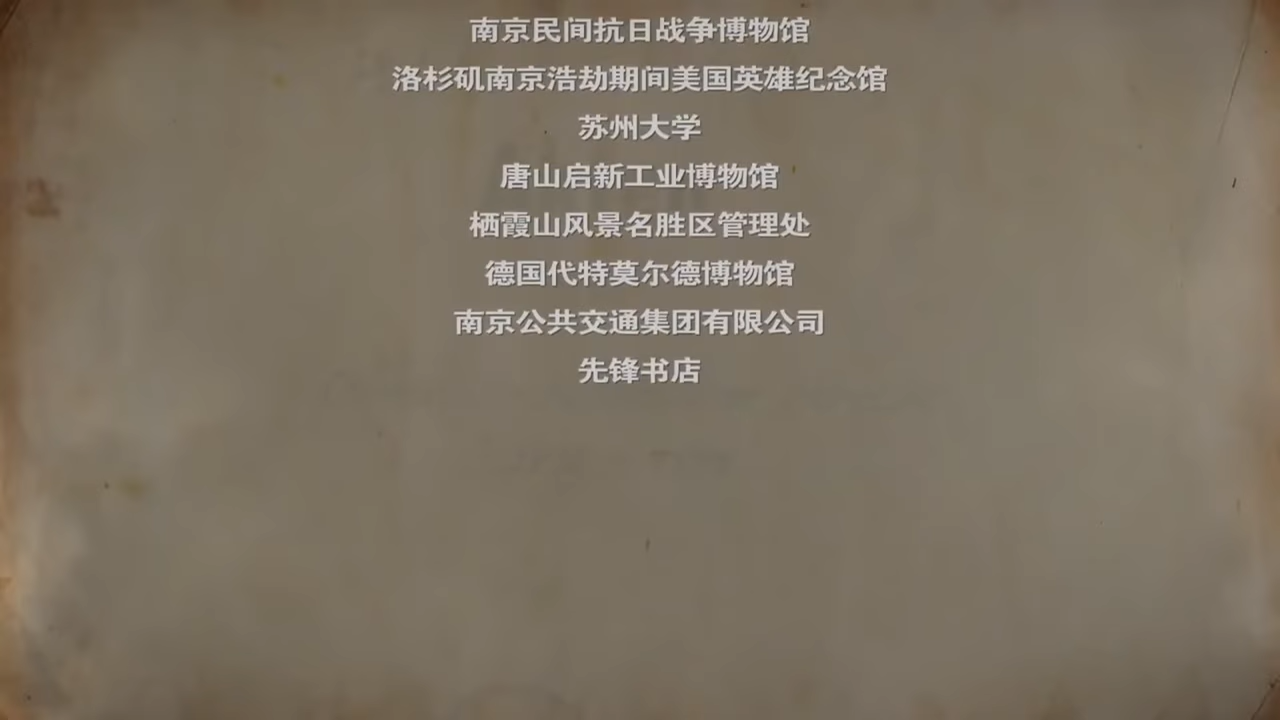 南京民间抗日战争博物馆
洛杉矶南京浩劫期间美国英雄纪念馆
苏州大学
唐山启新工业博物馆
栖霞山风景名胜区管理处
德国代特莫尔德博物馆
南京公共交通集团有限公司
先锋书店